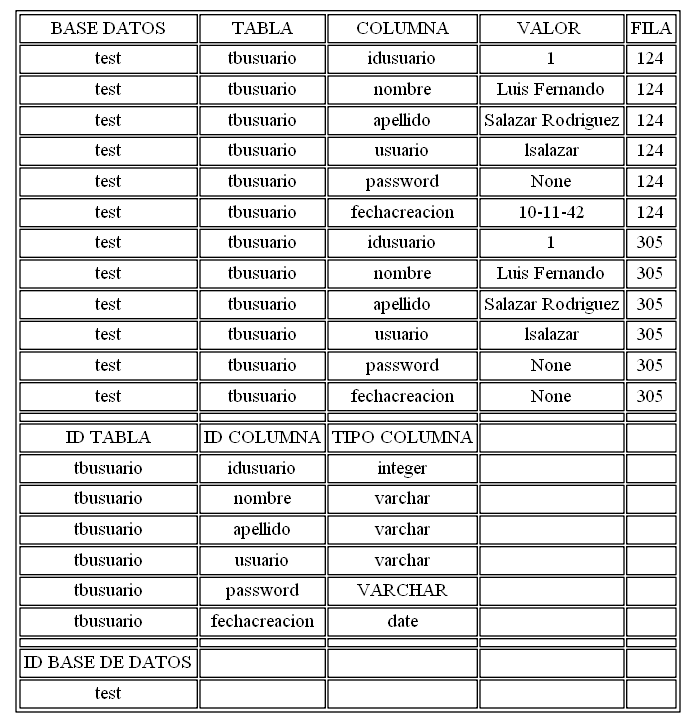 BASE DATOS TABLA COLUMNA VALOR FILA
test tbusuario idusuario 1 124
test tbusuario nombre Luis Fernando 124
test tbusuario apellido Salazar Rodriguez 124
test tbusuario usuario lsalazar 124
test tbusuario password None 124
test tbusuario fechacreacion 10-11-42 124
test tbusuario idusuario 1 305
test tbusuario nombre Luis Fernando 305
test tbusuario apellido Salazar Rodriguez 305
test tbusuario usuario lsalazar 305
test tbusuario password None 305
test tbusuario fechacreacion None 305
ID TABLA ID COLUMNA TIPO COLUMNA
tbusuario idusuario integer
tbusuario nombre varchar
tbusuario apellido varchar
tbusuario usuario varchar
tbusuario password VARCHAR
tbusuario fechacreacion date
ID BASE DE DATOS
test